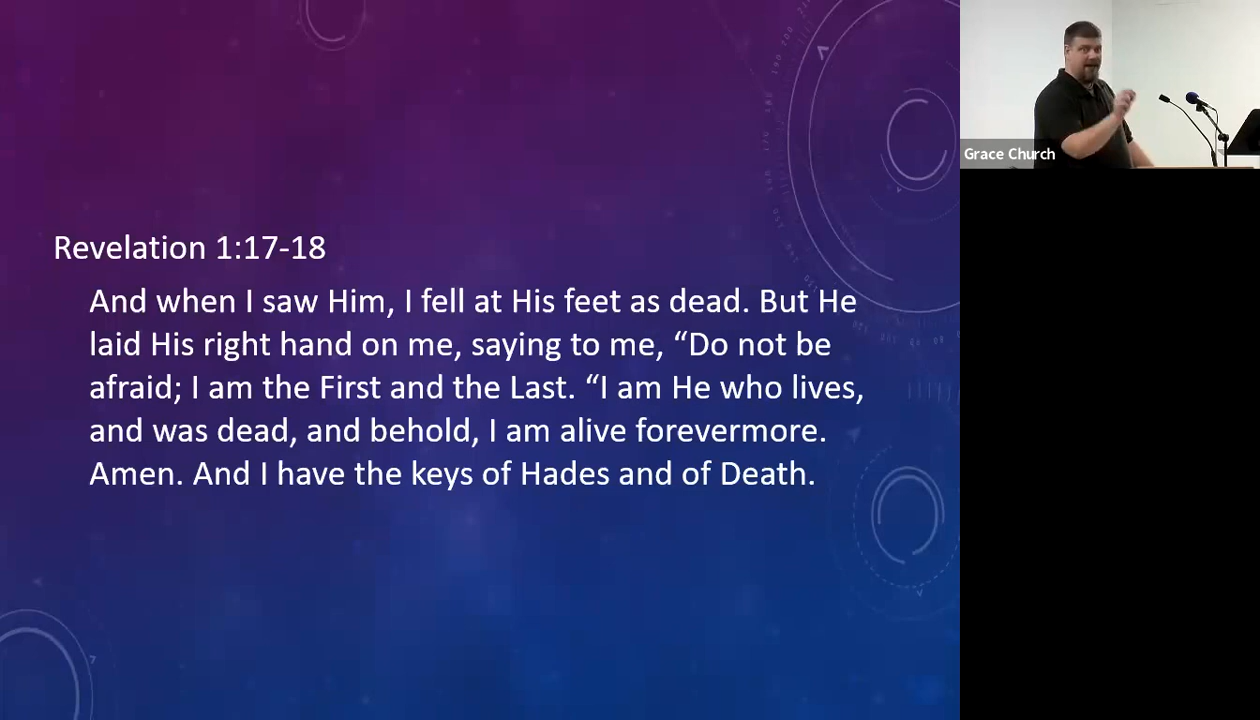 Revelation 1:17-18
And when I saw Him, I fell at His feet as dead. But He
laid His right hand on me, saying to me, “Do not be
afraid; I am the First and the Last. “I am He who lives,
and was dead, and behold, I am alive forevermore.
Amen. And I have the keys of Hades and of Death.
Grace Church